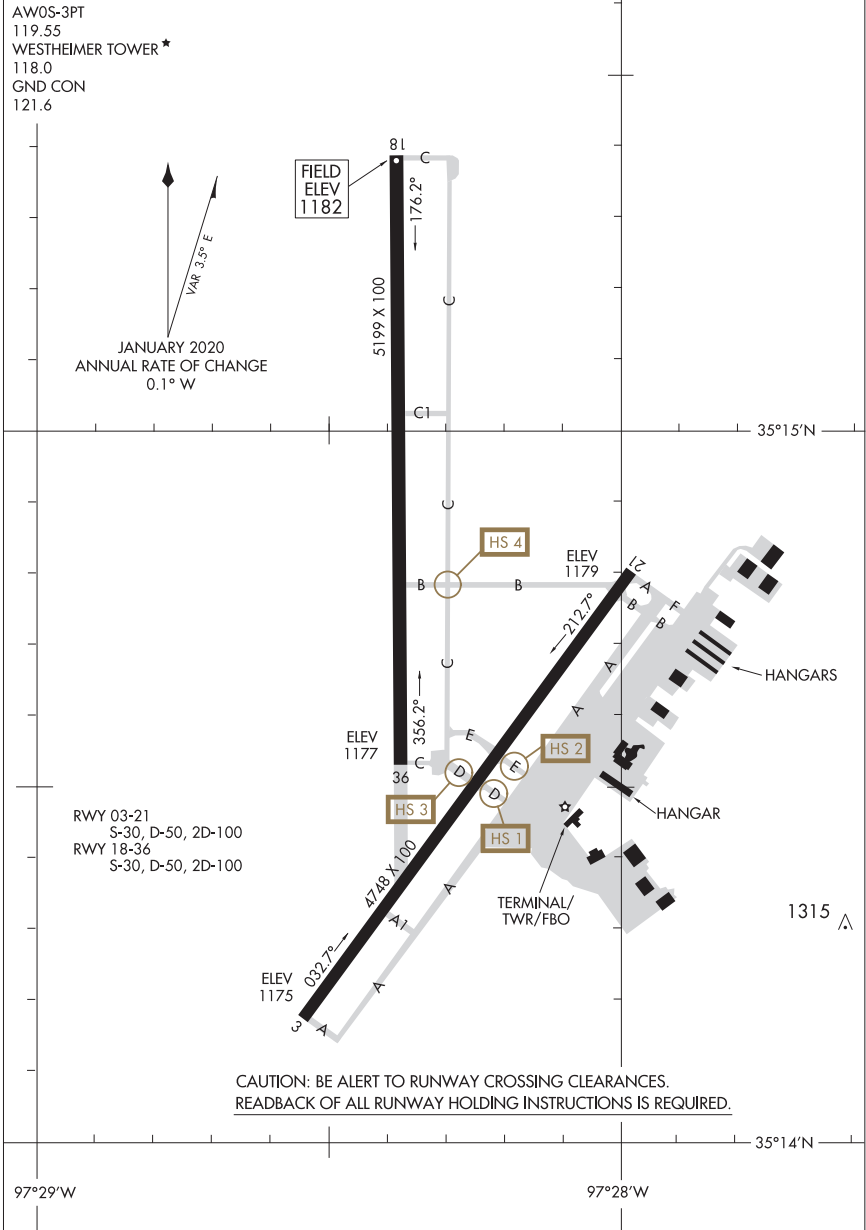 AWOS-3PT
119.55
WESTHEIMER TOWER★
118.0
GND CON
121.6
18
C
FIELD
ELEV
1182
176.2°
VAR 3.5° E
C
5199 X 100
JANUARY 2020
ANNUAL RATE OF CHANGE
0.1° W
C1
35°15'N
C
HS 4
ELEV
1179
21
B
B
A
F
B
B
212.7°
C
A
HANGARS
356.2°
A
ELEV
1177
E
HS 2
C
D
E
36
HS 3
D
HS 1
HANGAR
RWY 03-21
S-30, D-50, 2D-100
RWY 18-36
S-30, D-50, 2D-100
4748 X 100
A
TERMINAL/
TWR/FBO
1315
A1
032.7°
ELEV
1175
A
3
A
CAUTION: BE ALERT TO RUNWAY CROSSING CLEARANCES.
READBACK OF ALL RUNWAY HOLDING INSTRUCTIONS IS REQUIRED.
35°14'N
97°29'W
97°28'W